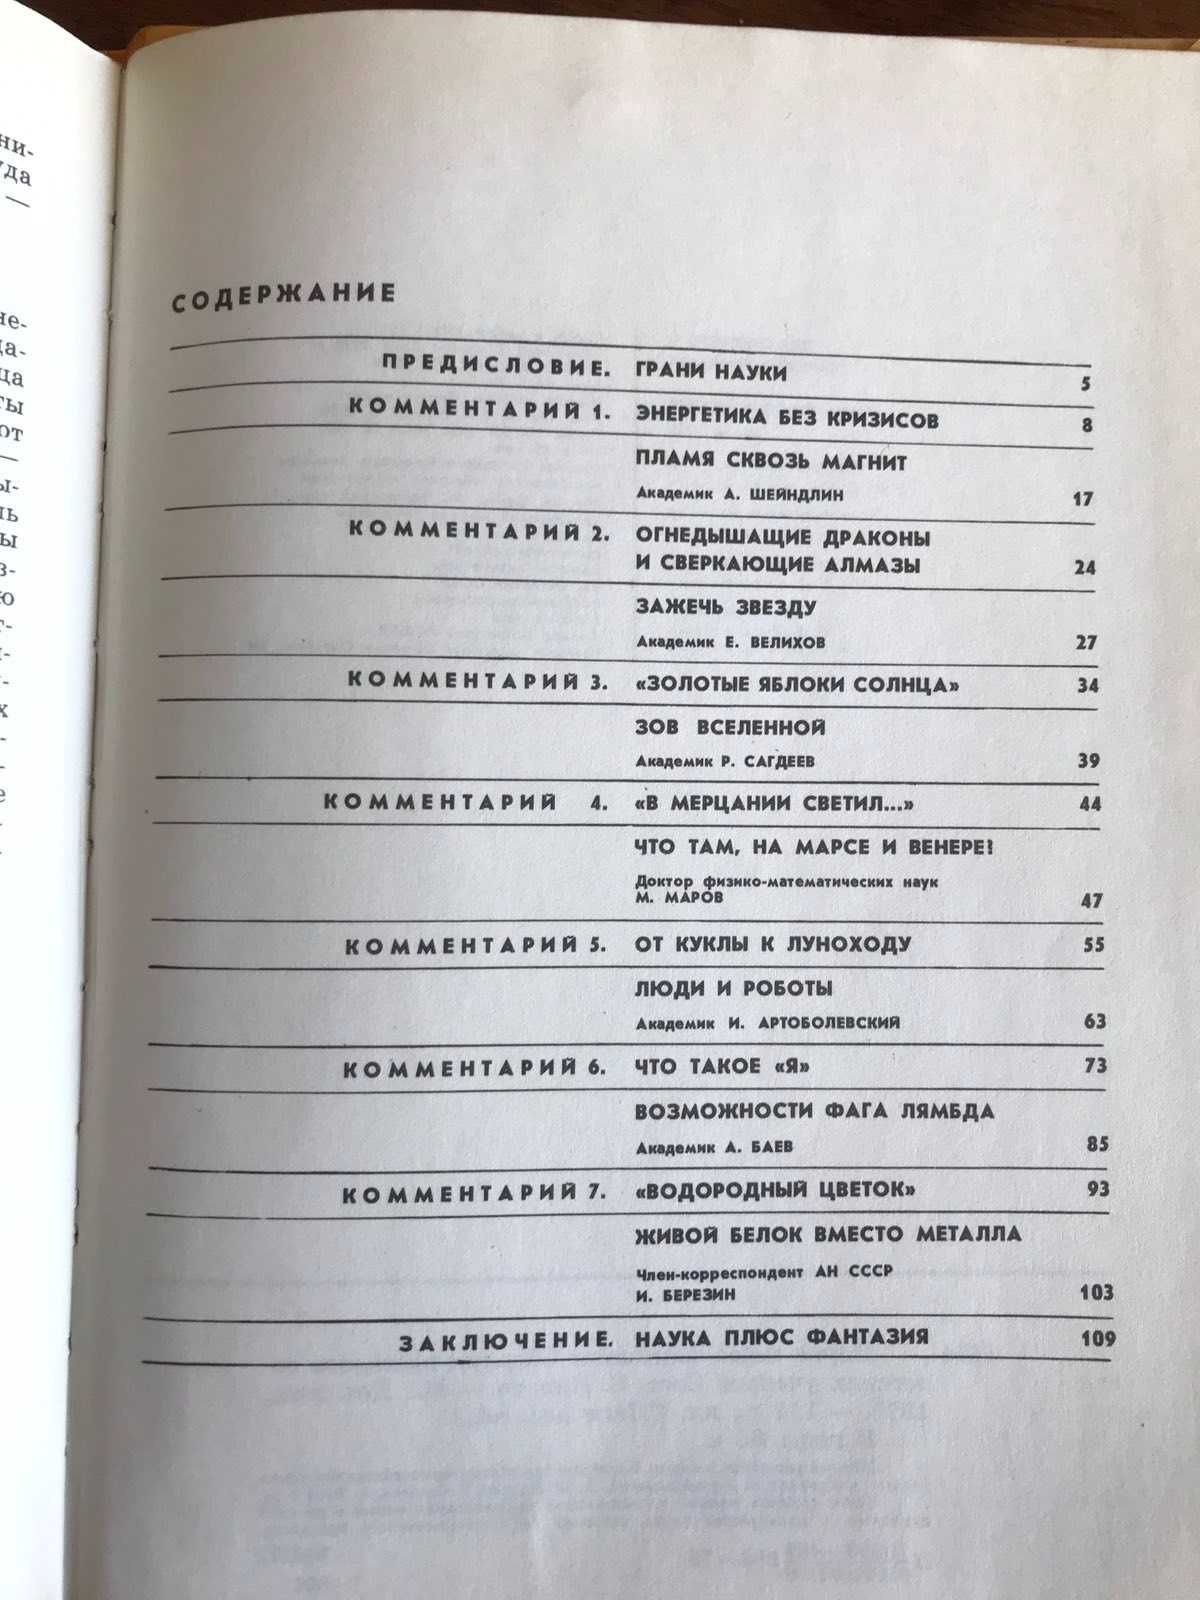 СОДЕРЖАНИЕ
ПРЕДИСЛОВИЕ. ГРАНИ НАУКИ 5
КОММЕНТАРИЙ 1. ЭНЕРГЕТИКА БЕЗ КРИЗИСОВ 8
ПЛАМЯ СКВОЗЬ МАГНИТ
Академик А. ШЕЙНДЛИН 17
КОММЕНТАРИЙ 2. ОГНЕДЫШАЩИЕ ДРАКОНЫ
И СВЕРКАЮЩИЕ АЛМАЗЫ 24
ЗАЖЕЧЬ ЗВЕЗДУ
Академик Е. ВЕЛИХОВ 27
КОММЕНТАРИЙ 3. «ЗОЛОТЫЕ ЯБЛОКИ СОЛНЦА» 34
ЗОВ ВСЕЛЕННОЙ
Академик Р. САГДЕЕВ 39
КОММЕНТАРИЙ 4. «В МЕРЦАНИИ СВЕТИЛ...» 44
ЧТО ТАМ, НА МАРСЕ И ВЕНЕРЕ?
Доктор физико-математических наук
М. МАРОВ 47
КОММЕНТАРИЙ 5. ОТ КУКЛЫ К ЛУНОХОДУ 55
ЛЮДИ И РОБОТЫ
Академик И. АРТОБОЛЕВСКИЙ 63
КОММЕНТАРИЙ 6. ЧТО ТАКОЕ «Я» 73
ВОЗМОЖНОСТИ ФАГА ЛЯМБДА
Академик А. БАЕВ 85
КОММЕНТАРИЙ 7. «ВОДОРОДНЫЙ ЦВЕТОК» 93
ЖИВОЙ БЕЛОК ВМЕСТО МЕТАЛЛА
Член-корреспондент АН СССР
И. БЕРЕЗИН 103
ЗАКЛЮЧЕНИЕ. НАУКА ПЛЮС ФАНТАЗИЯ 109